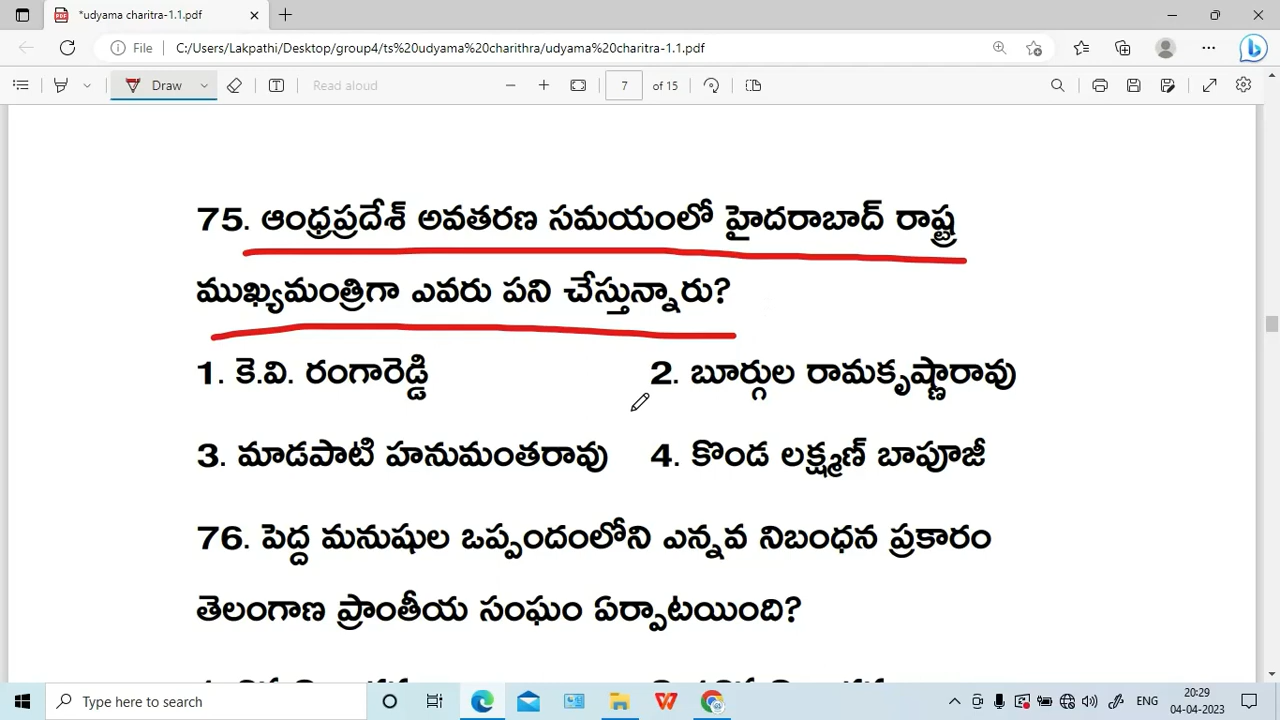 *udyama charitra-1.1.pdf
File C:/Users/Lakpathi/Desktop/group4/ts%20udyama%20charithra/udyama%20charitra-1.1.pdf
Draw Read aloud 7 of 15
75. ఆంధ్రప్రదేశ్ అవతరణ సమయంలో హైదరాబాద్ రాష్ట్ర
ముఖ్యమంత్రిగా ఎవరు పని చేస్తున్నారు?
1. కె.వి. రంగారెడ్డి 2. బూర్గుల రామకృష్ణారావు
3. మాడపాటి హనుమంతరావు 4. కొండ లక్ష్మణ్ బాపూజీ
76. పెద్ద మనుషుల ఒప్పందంలోని ఎన్నవ నిబంధన ప్రకారం
తెలంగాణ ప్రాంతీయ సంఘం ఏర్పాటయింది?
Type here to search ENG 20:29
04-04-2023